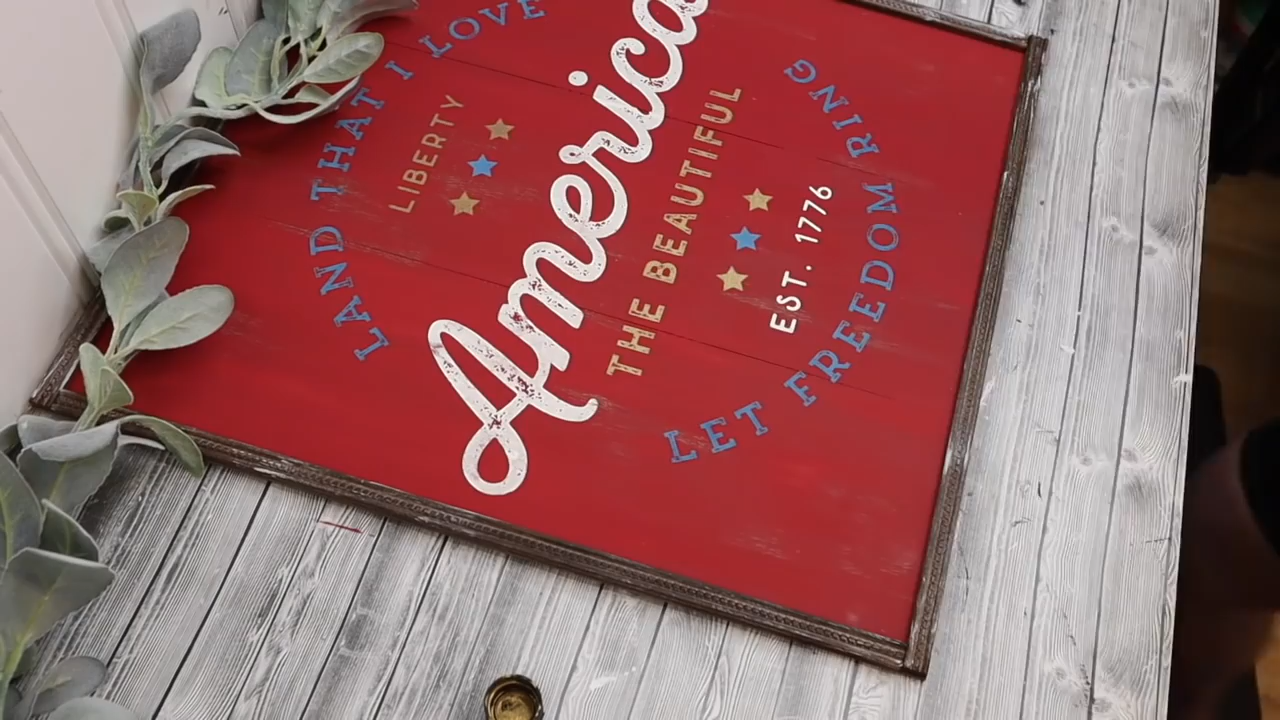 LAND THAT I LOVE
LIBERTY
America
THE BEAUTIFUL
EST. 1776
LET FREEDOM RING